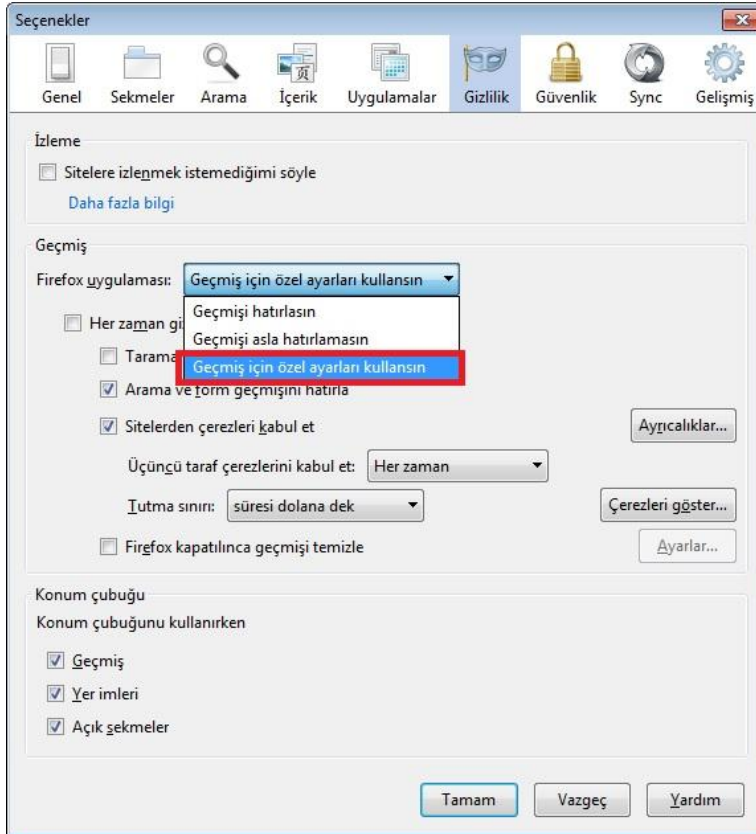 Seçenekler
Genel Sekmeler Arama İçerik Uygulamalar Gizlilik Güvenlik Sync Gelişmiş
İzleme
Sitelere izlenmek istemediğimi söyle
Daha fazla bilgi
Geçmiş
Firefox uygulaması: Geçmiş için özel ayarları kullansın
Geçmişi hatırlasın
Her zaman
Geçmişi asla hatırlamasın
Geçmiş için özel ayarları kullansın
Arama ve form geçmişini hatırla
Sitelerden çerezleri kabul et Ayrıcalıklar...
Üçüncü taraf çerezlerini kabul et: Her zaman
Tutma sınırı: süresi dolana dek Çerezleri göster...
Firefox kapatılınca geçmişi temizle Ayarlar...
Konum çubuğu
Konum çubuğunu kullanırken
Geçmiş
Yer imleri
Açık sekmeler
Tamam Vazgeç Yardım